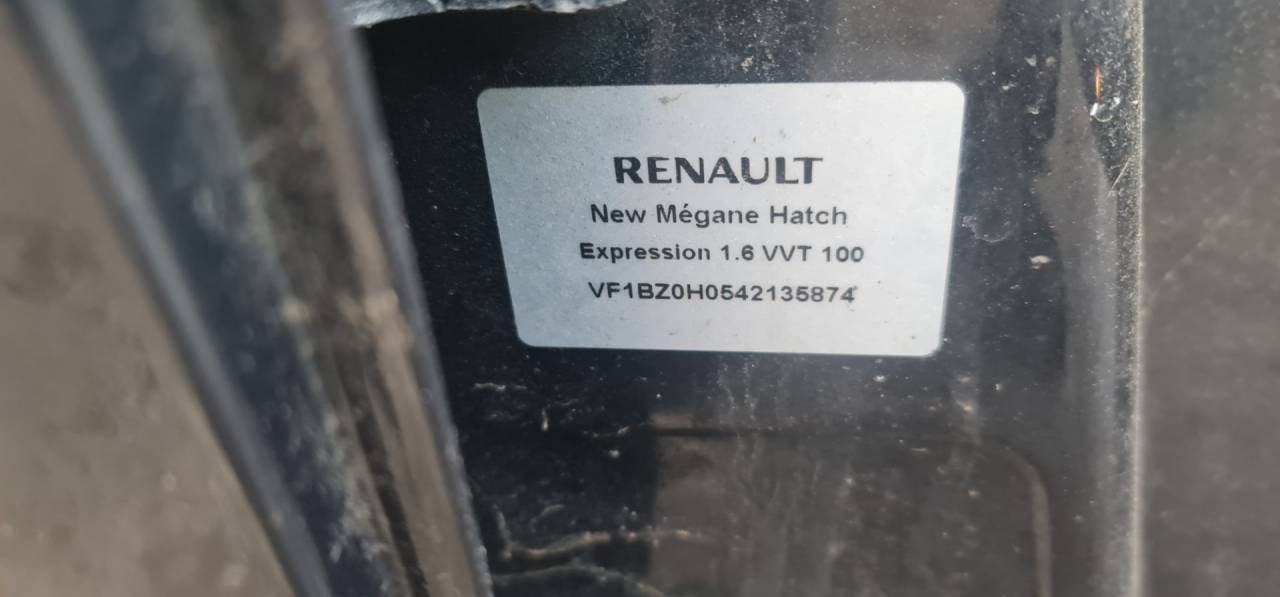 RENAULT
New Mégane Hatch
Expression 1.6 VVT 100
VF1BZ0H0542135874